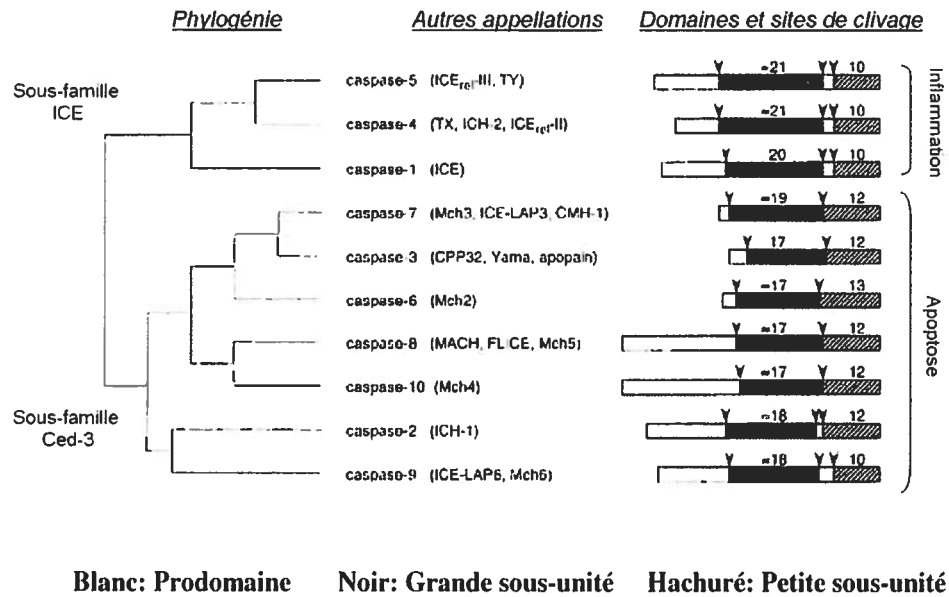 Phylogénie Autres appellations Domaines et sites de clivage
Sous-famille
ICE
caspase-5 (ICErel-III, TY) ≈21 10
caspase-4 (TX, ICH-2, ICErel-II) ≈21 10
caspase-1 (ICE) 20 10
Inflammation
caspase-7 (Mch3, ICE-LAP3, CMH-1) ≈19 12
caspase-3 (CPP32, Yama, apopain) 17 12
caspase-6 (Mch2) ≈17 13
caspase-8 (MACH, FLICE, Mch5) ≈17 12
caspase-10 (Mch4) ≈17 12
Sous-famille
Ced-3
caspase-2 (ICH-1) ≈18 12
caspase-9 (ICE-LAP6, Mch6) ≈18 10
Apoptose
Blanc: Prodomaine Noir: Grande sous-unité Hachuré: Petite sous-unité